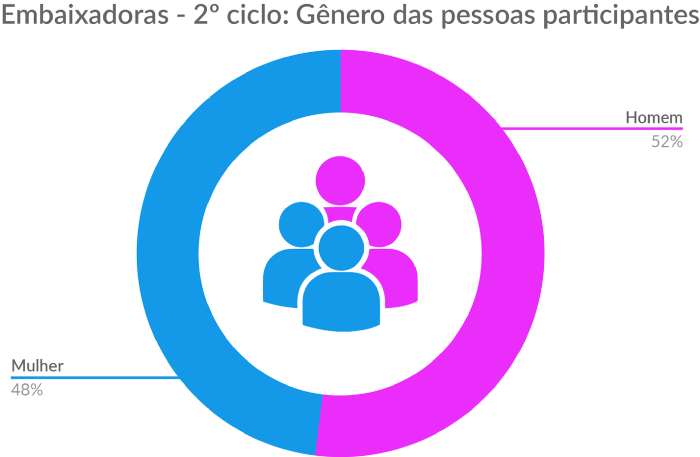 Embaixadoras - 2º ciclo: Gênero das pessoas participantes
Homem
52%
Mulher
48%